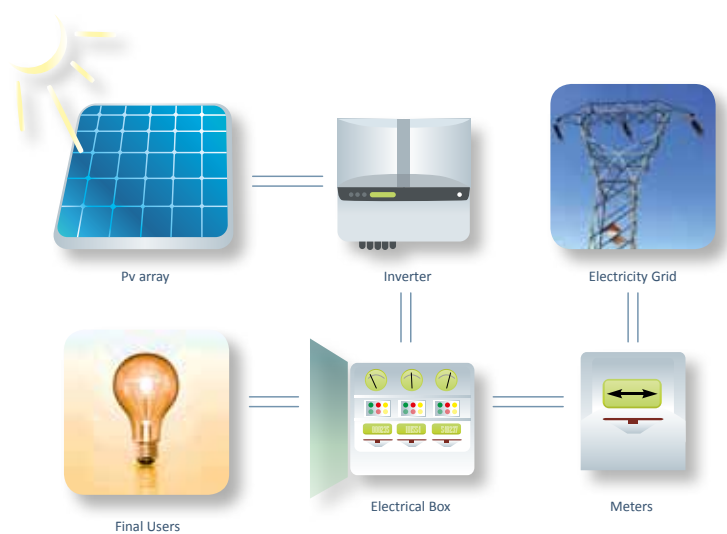 Pv array
Inverter
Electricity Grid
Final Users
Electrical Box
Meters